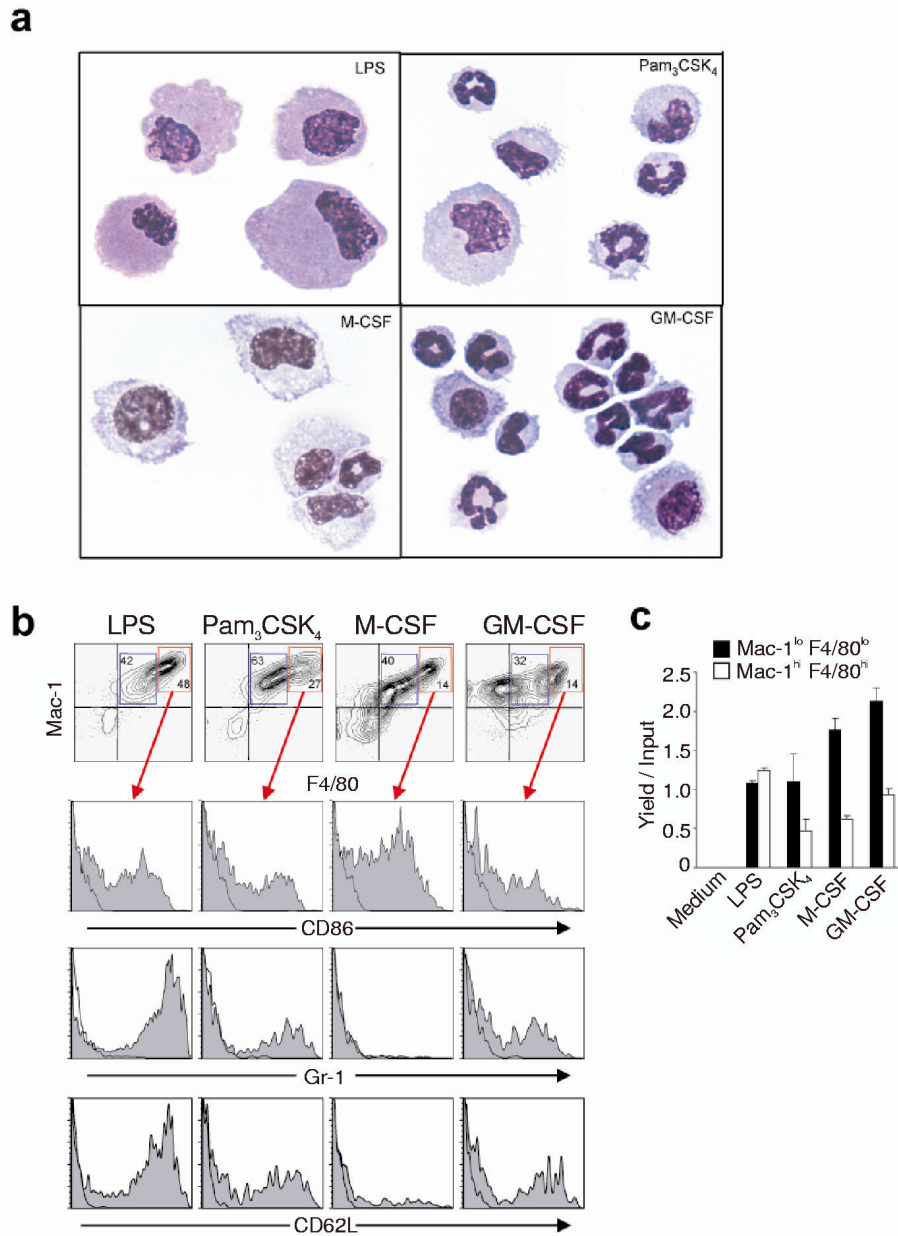 a
LPS
Pam₃CSK₄
M-CSF
GM-CSF
b
LPS Pam₃CSK₄ M-CSF GM-CSF
Mac-1
42 48
63 27
40 14
32 14
F4/80
CD86
Gr-1
CD62L
c
Mac-1ˡᵒ F4/80ˡᵒ
Mac-1ʰⁱ F4/80ʰⁱ
Yield / Input
2.5
2.0
1.5
1.0
0.5
0
Medium
LPS
Pam₃CSK₄
M-CSF
GM-CSF